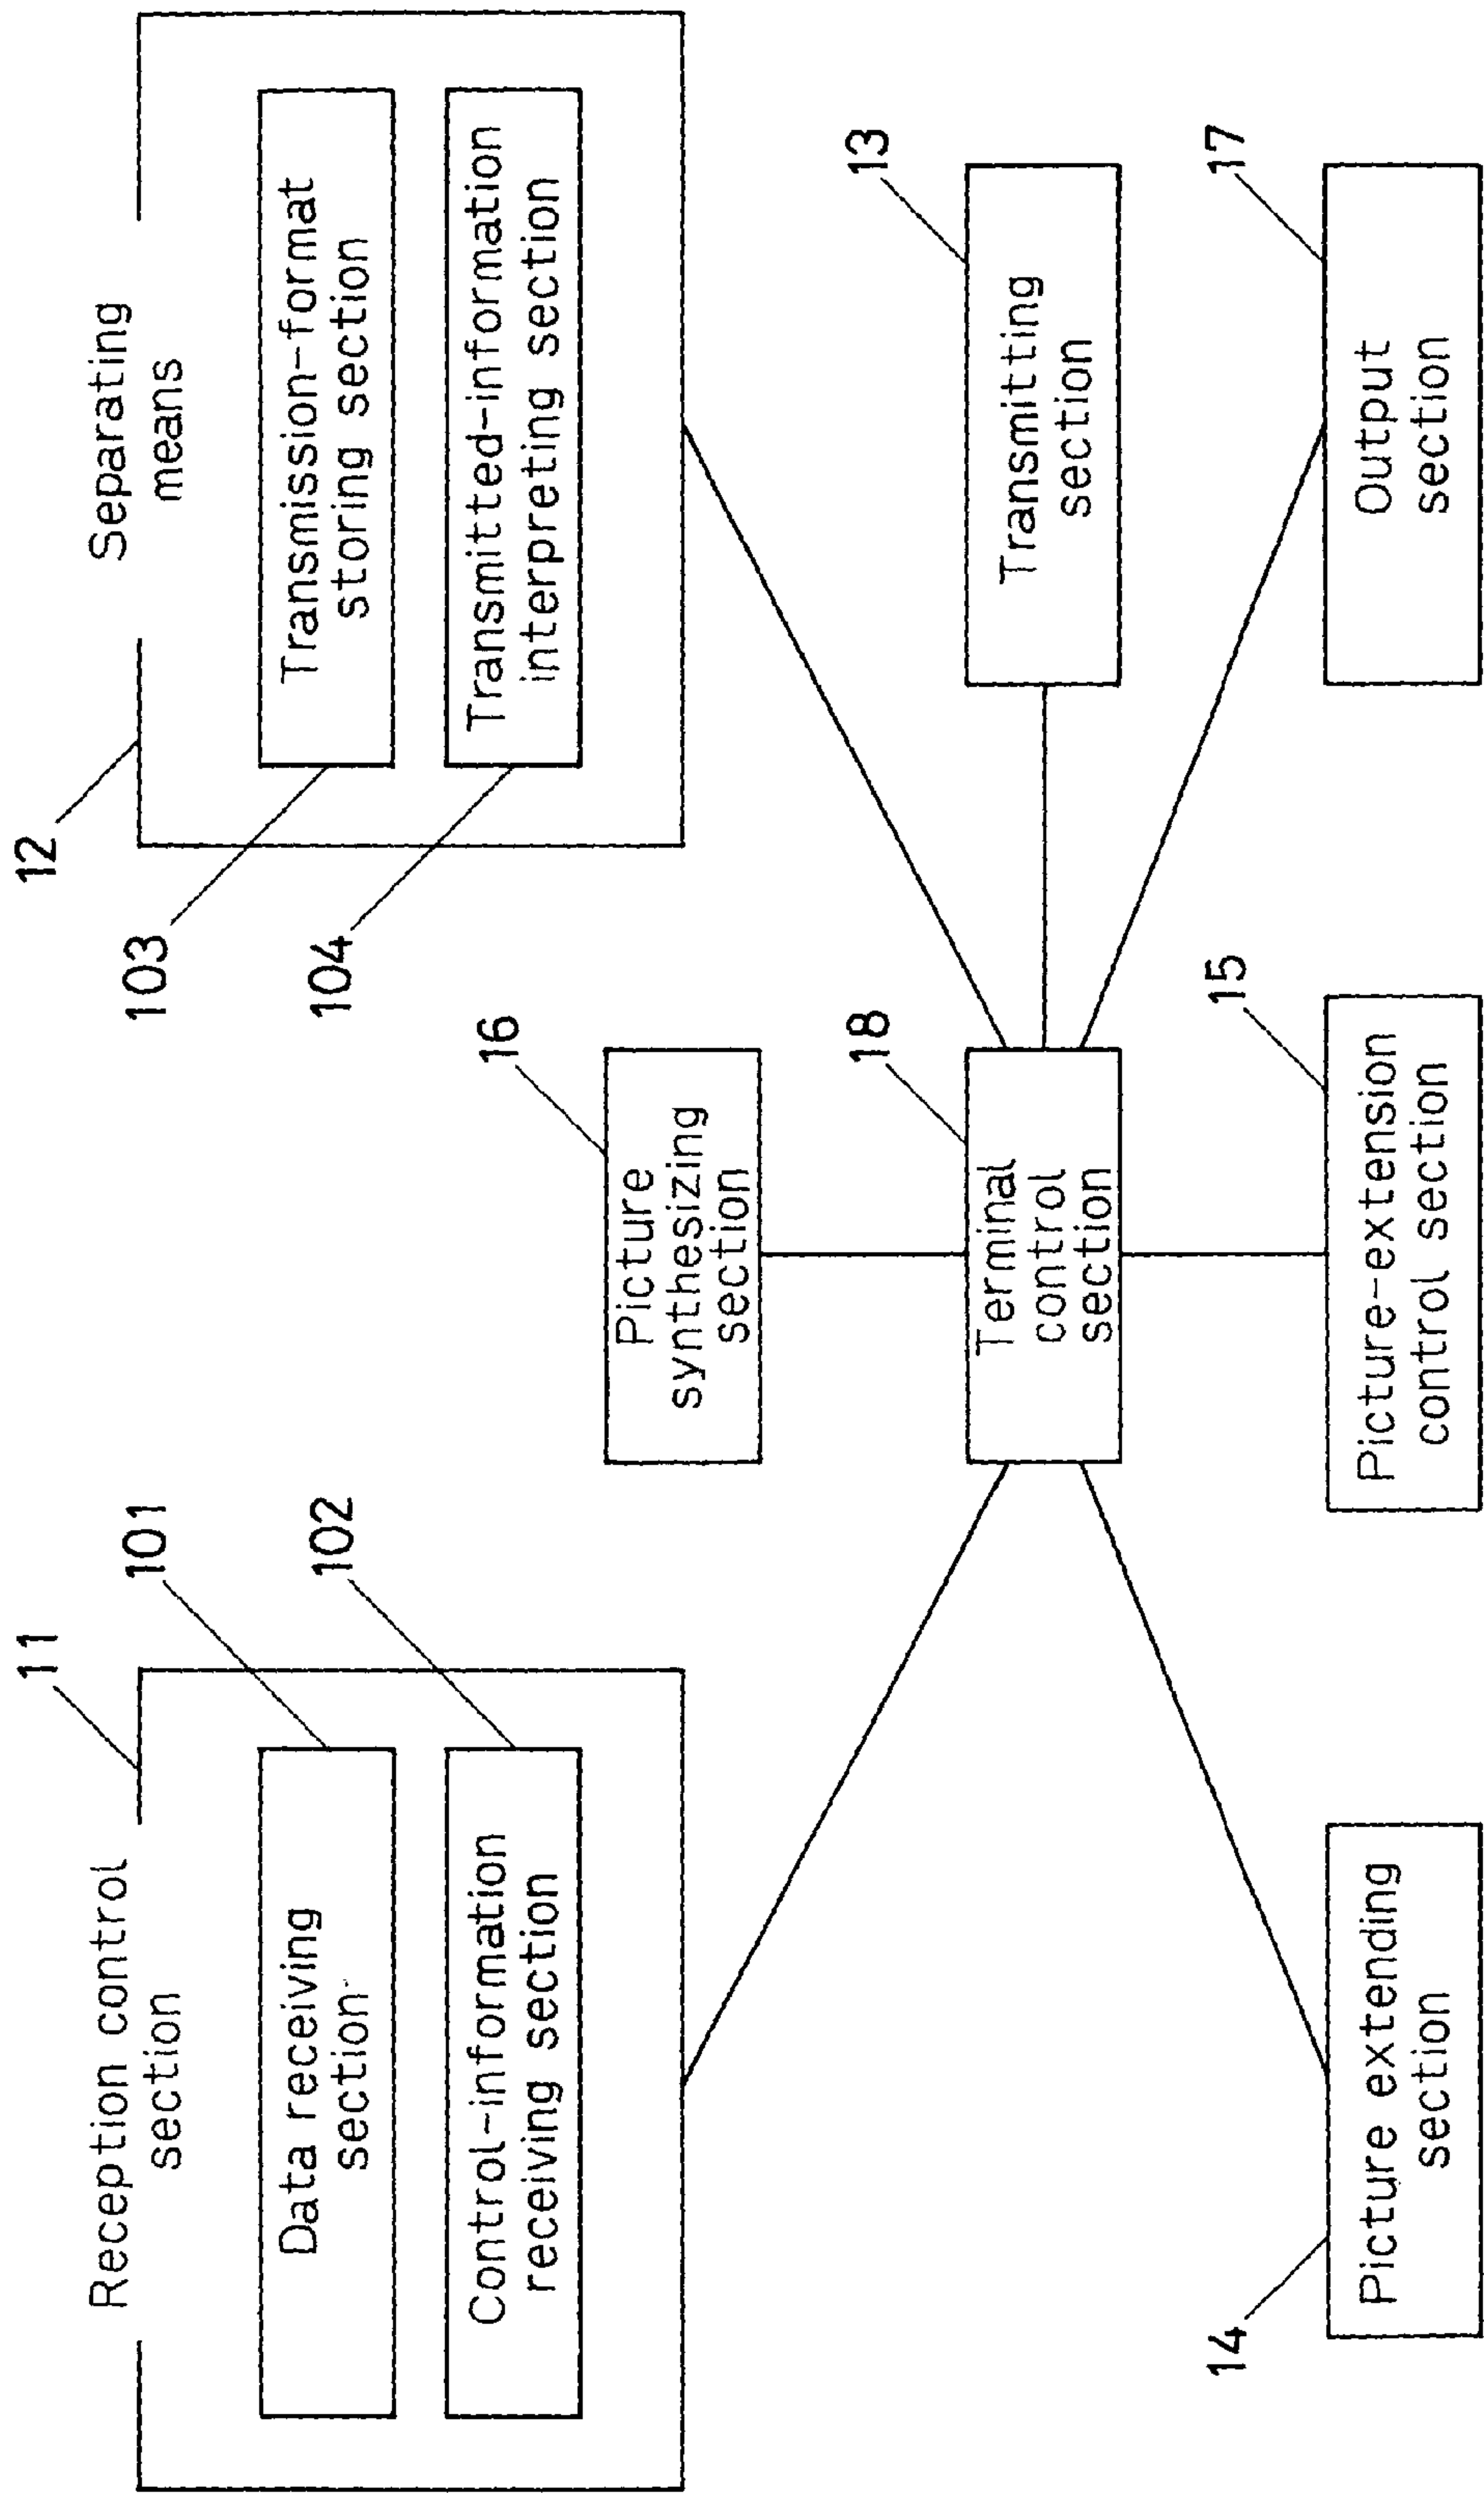 11
Reception control
section
101
Data receiving
section
102
Control-information
receiving section
12
Separating
means
103
Transmission-format
storing section
104
Transmitted-information
interpreting section
16
Picture
synthesizing
section
18
Terminal
control
section
13
Transmitting
section
14
Picture extending
section
15
Picture-extension
control section
17
Output
section